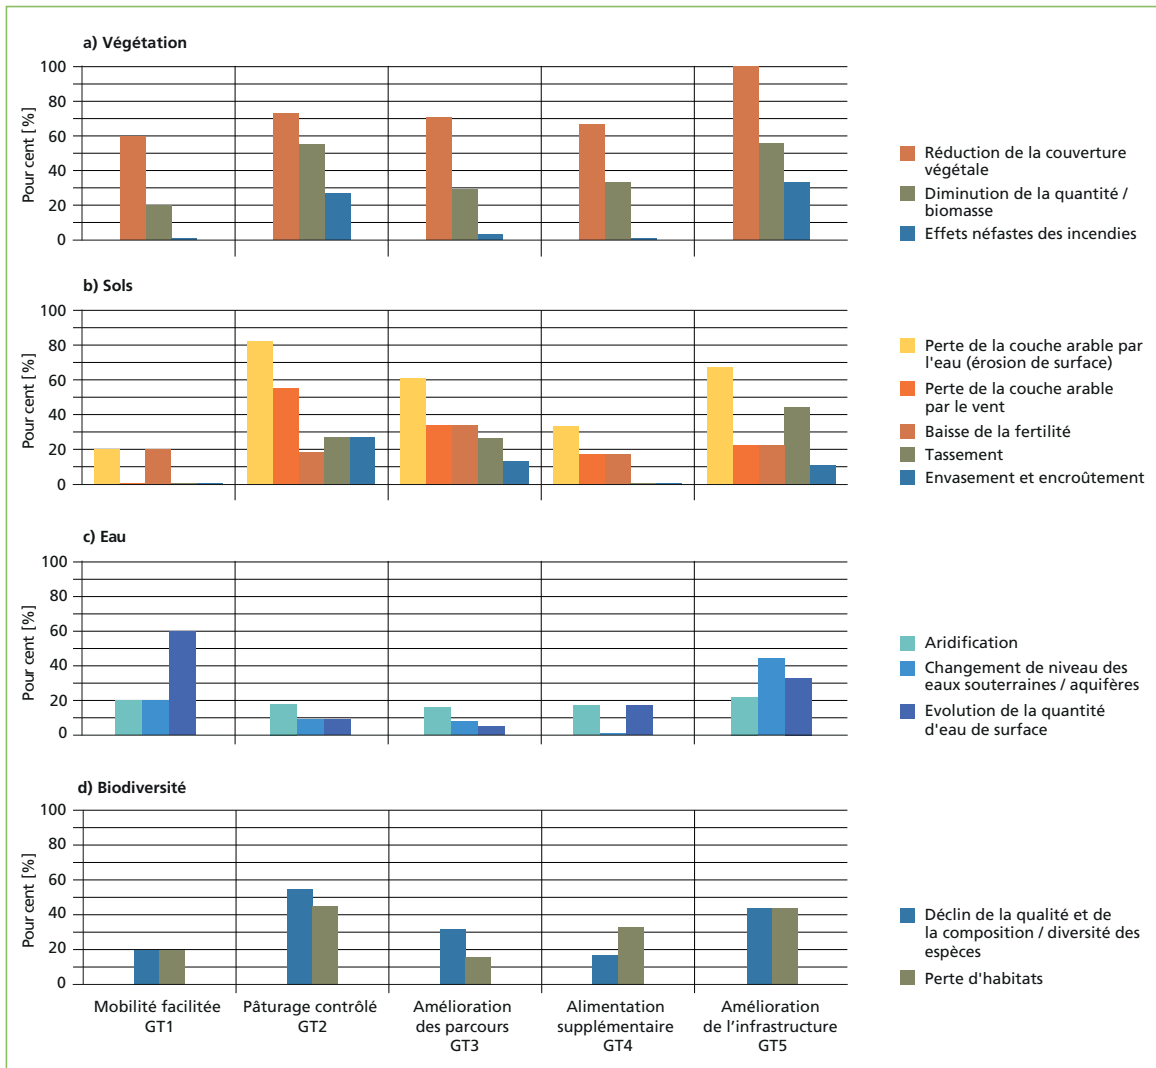 a) Végétation
Pour cent [%]
100
80
60
40
20
0
Réduction de la couverture
végétale
Diminution de la quantité /
biomasse
Effets néfastes des incendies
b) Sols
Pour cent [%]
100
80
60
40
20
0
Perte de la couche arable par
l'eau (érosion de surface)
Perte de la couche arable
par le vent
Baisse de la fertilité
Tassement
Envasement et encroûtement
c) Eau
Pour cent [%]
100
80
60
40
20
0
Aridification
Changement de niveau des
eaux souterraines / aquifères
Evolution de la quantité
d'eau de surface
d) Biodiversité
Pour cent [%]
100
80
60
40
20
0
Déclin de la qualité et de
la composition / diversité des
espèces
Perte d'habitats
Mobilité facilitée
GT1
Pâturage contrôlé
GT2
Amélioration
des parcours
GT3
Alimentation
supplémentaire
GT4
Amélioration
de l’infrastructure
GT5